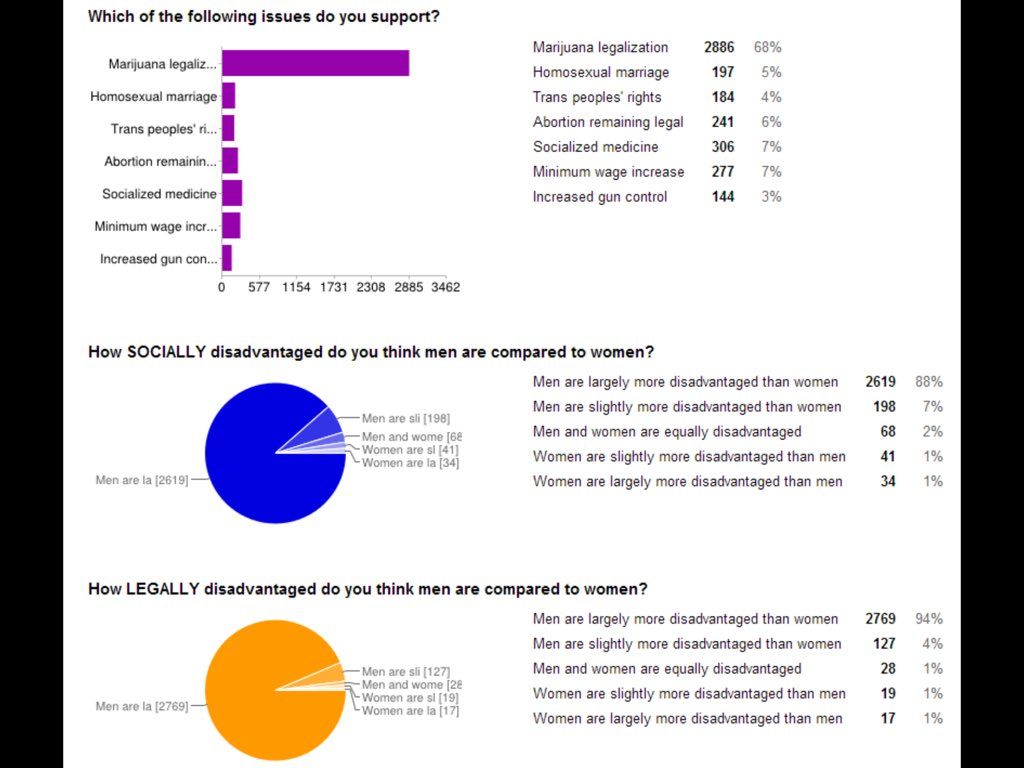 Which of the following issues do you support?
Marijuana legaliz...
Homosexual marriage
Trans peoples' ri...
Abortion remainin...
Socialized medicine
Minimum wage incr...
Increased gun con...
0 577 1154 1731 2308 2885 3462
Marijuana legalization 2886 68%
Homosexual marriage 197 5%
Trans peoples' rights 184 4%
Abortion remaining legal 241 6%
Socialized medicine 306 7%
Minimum wage increase 277 7%
Increased gun control 144 3%
How SOCIALLY disadvantaged do you think men are compared to women?
Men are sli [198]
Men and wome [68
Women are sl [41]
Women are la [34]
Men are la [2619]
Men are largely more disadvantaged than women 2619 88%
Men are slightly more disadvantaged than women 198 7%
Men and women are equally disadvantaged 68 2%
Women are slightly more disadvantaged than men 41 1%
Women are largely more disadvantaged than men 34 1%
How LEGALLY disadvantaged do you think men are compared to women?
Men are sli [127]
Men and wome [28
Women are sl [19]
Women are la [17]
Men are la [2769]
Men are largely more disadvantaged than women 2769 94%
Men are slightly more disadvantaged than women 127 4%
Men and women are equally disadvantaged 28 1%
Women are slightly more disadvantaged than men 19 1%
Women are largely more disadvantaged than men 17 1%